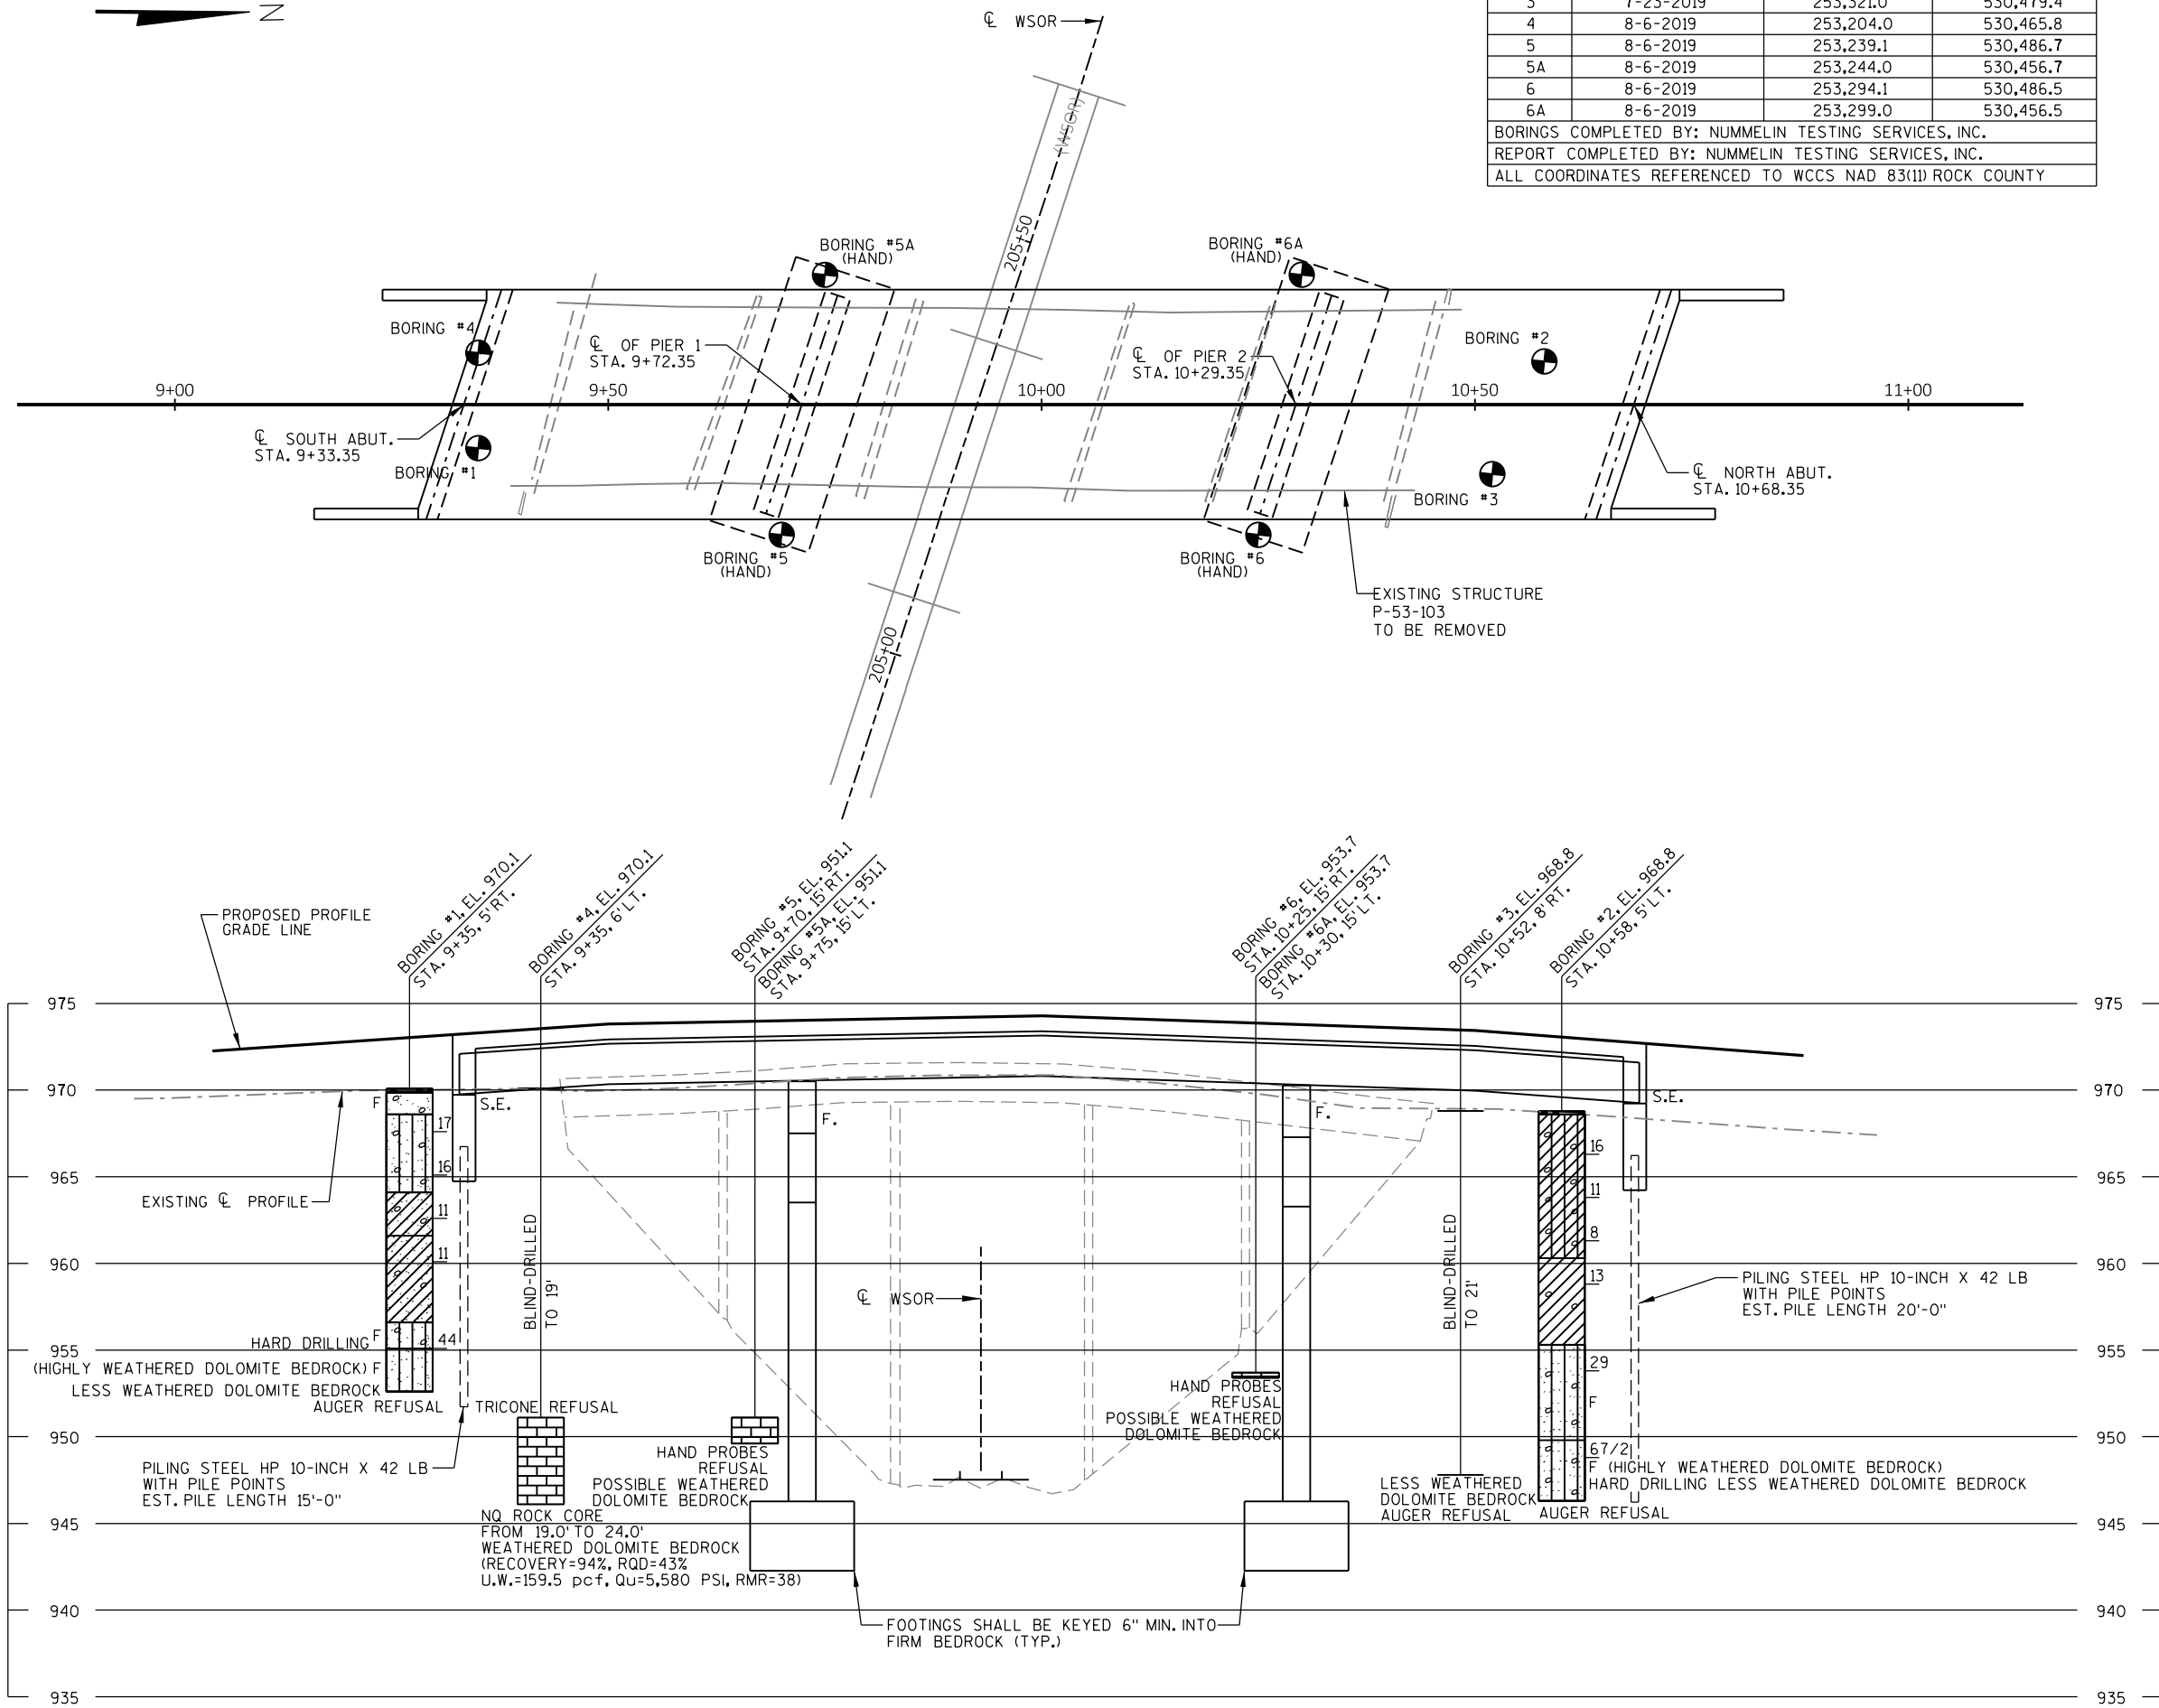 N
℄ WSOR
3 7-23-2019 253,321.0 530,479.4
4 8-6-2019 253,204.0 530,465.8
5 8-6-2019 253,239.1 530,486.7
5A 8-6-2019 253,244.0 530,456.7
6 8-6-2019 253,294.1 530,486.5
6A 8-6-2019 253,299.0 530,456.5
BORINGS COMPLETED BY: NUMMELIN TESTING SERVICES, INC.
REPORT COMPLETED BY: NUMMELIN TESTING SERVICES, INC.
ALL COORDINATES REFERENCED TO WCCS NAD 83(11) ROCK COUNTY
(WSOR)
205+50
BORING #5A
(HAND)
BORING #6A
(HAND)
BORING #4
℄ OF PIER 1
STA. 9+72.35
℄ OF PIER 2
STA. 10+29.35
BORING #2
9+00
9+50
10+00
10+50
11+00
℄ SOUTH ABUT.
STA. 9+33.35
BORING #1
BORING #3
℄ NORTH ABUT.
STA. 10+68.35
BORING #5
(HAND)
BORING #6
(HAND)
EXISTING STRUCTURE
P-53-103
TO BE REMOVED
205+00
PROPOSED PROFILE
GRADE LINE
BORING #1, EL. 970.1
STA. 9+35, 5' RT.
BORING #4, EL. 970.1
STA. 9+35, 6' LT.
BORING #5, EL. 951.1
STA. 9+70, 15' RT.
BORING #5A, EL. 951.1
STA. 9+75, 15' LT.
BORING #6, EL. 953.7
STA. 10+25, 15' RT.
BORING #6A, EL. 953.7
STA. 10+30, 15' LT.
BORING #3, EL. 968.8
STA. 10+52, 8' RT.
BORING #2, EL. 968.8
STA. 10+58, 5' LT.
975
975
970
970
F
S.E.
F.
F.
S.E.
17
16
16
965
965
EXISTING ℄ PROFILE
11
11
11
8
BLIND-DRILLED
TO 19'
BLIND-DRILLED
TO 21'
960
960
13
℄ WSOR
PILING STEEL HP 10-INCH X 42 LB
WITH PILE POINTS
EST. PILE LENGTH 20'-0"
HARD DRILLING
F
44
955
955
(HIGHLY WEATHERED DOLOMITE BEDROCK) F
29
LESS WEATHERED DOLOMITE BEDROCK
AUGER REFUSAL
TRICONE REFUSAL
HAND PROBES
REFUSAL
POSSIBLE WEATHERED
DOLOMITE BEDROCK
F
950
950
HAND PROBES
REFUSAL
POSSIBLE WEATHERED
DOLOMITE BEDROCK
67/2
F (HIGHLY WEATHERED DOLOMITE BEDROCK)
HARD DRILLING LESS WEATHERED DOLOMITE BEDROCK
AUGER REFUSAL
PILING STEEL HP 10-INCH X 42 LB
WITH PILE POINTS
EST. PILE LENGTH 15'-0"
LESS WEATHERED
DOLOMITE BEDROCK
AUGER REFUSAL
NQ ROCK CORE
FROM 19.0' TO 24.0'
WEATHERED DOLOMITE BEDROCK
(RECOVERY=94%, RQD=43%
U.W.=159.5 pcf, Qu=5,580 PSI, RMR=38)
945
945
940
940
FOOTINGS SHALL BE KEYED 6" MIN. INTO
FIRM BEDROCK (TYP.)
935
935